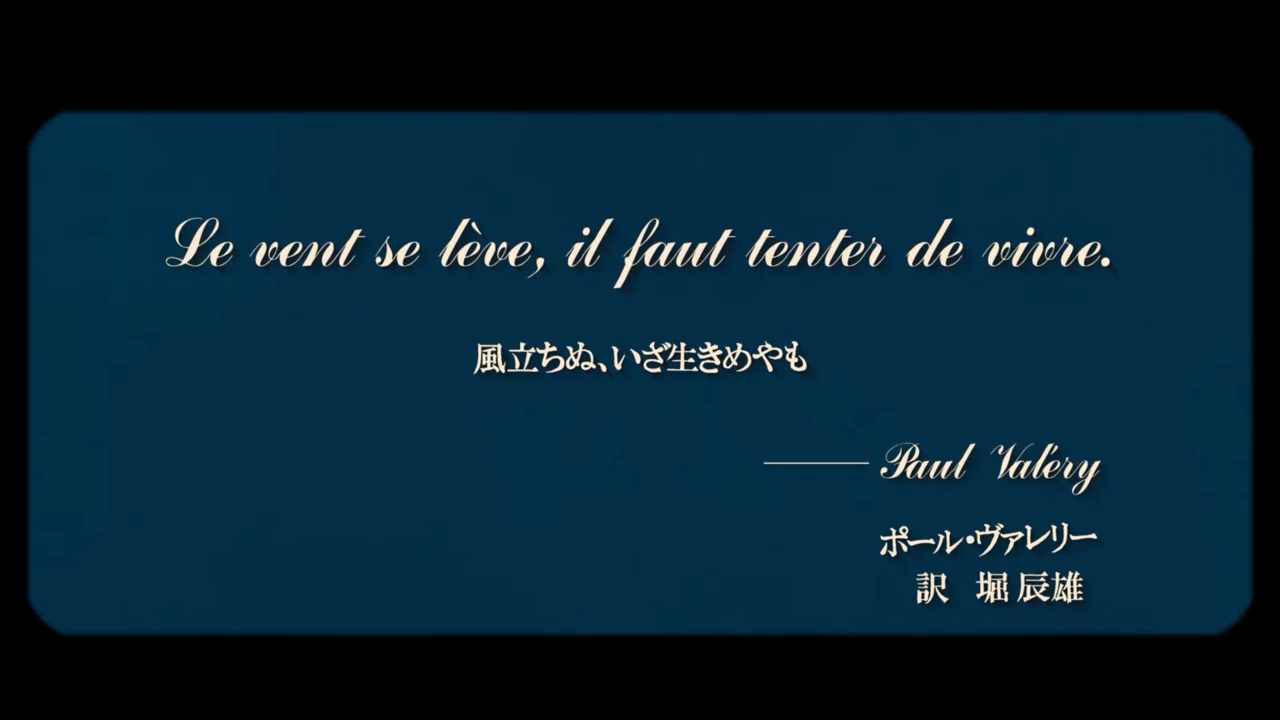 Le vent se lève, il faut tenter de vivre.
風立ちぬ、いざ生きめやも
——Paul Valéry
ポール・ヴァレリー
訳　堀 辰雄